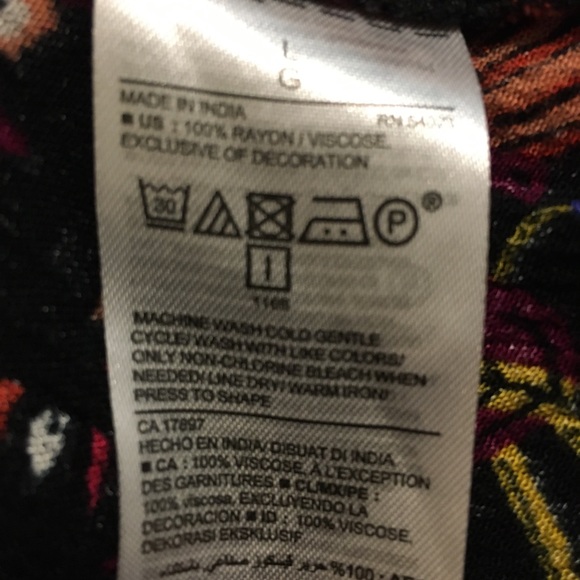 L
G
MADE IN INDIA
■ US : 100% RAYON / VISCOSE,
EXCLUSIVE OF DECORATION
30 P ®
1166
MACHINE WASH COLD GENTLE
CYCLE/ WASH WITH LIKE COLORS/
ONLY NON-CHLORINE BLEACH WHEN
NEEDED/ LINE DRY/ WARM IRON/
PRESS TO SHAPE
CA 17897
HECHO EN INDIA/ DIBUAT DI INDIA
■ CA : 100% VISCOSE, À L'EXCEPTION
DES GARNITURES ■ CL/MX/PE :
100% viscosa, EXCLUYENDO LA
DECORACION ■ ID : 100% VISCOSE,
DEKORASI EKSKLUSIF